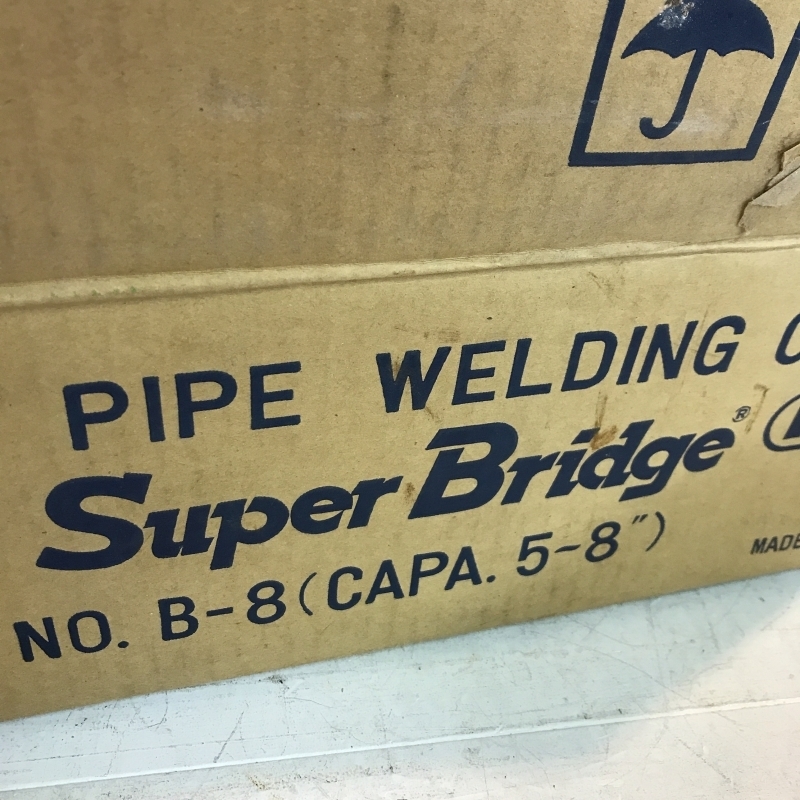 PIPE WELDING
Super Bridge®
NO. B-8 (CAPA. 5-8")
MADE